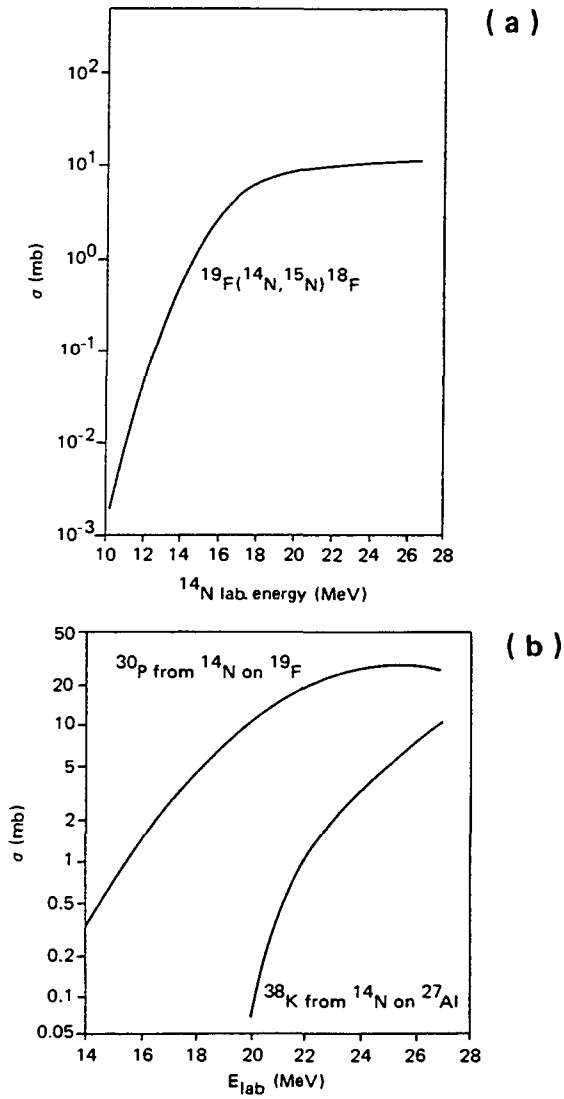 ( a )
10²
10¹
10⁰
10⁻¹
10⁻²
10⁻³
σ (mb)
¹⁹F(¹⁴N,¹⁵N)¹⁸F
10 12 14 16 18 20 22 24 26 28
¹⁴N lab. energy (MeV)
( b )
50
20
10
5
2
1
0.5
0.2
0.1
0.05
σ (mb)
³⁰P from ¹⁴N on ¹⁹F
³⁸K from ¹⁴N on ²⁷Al
14 16 18 20 22 24 26 28
E_lab (MeV)